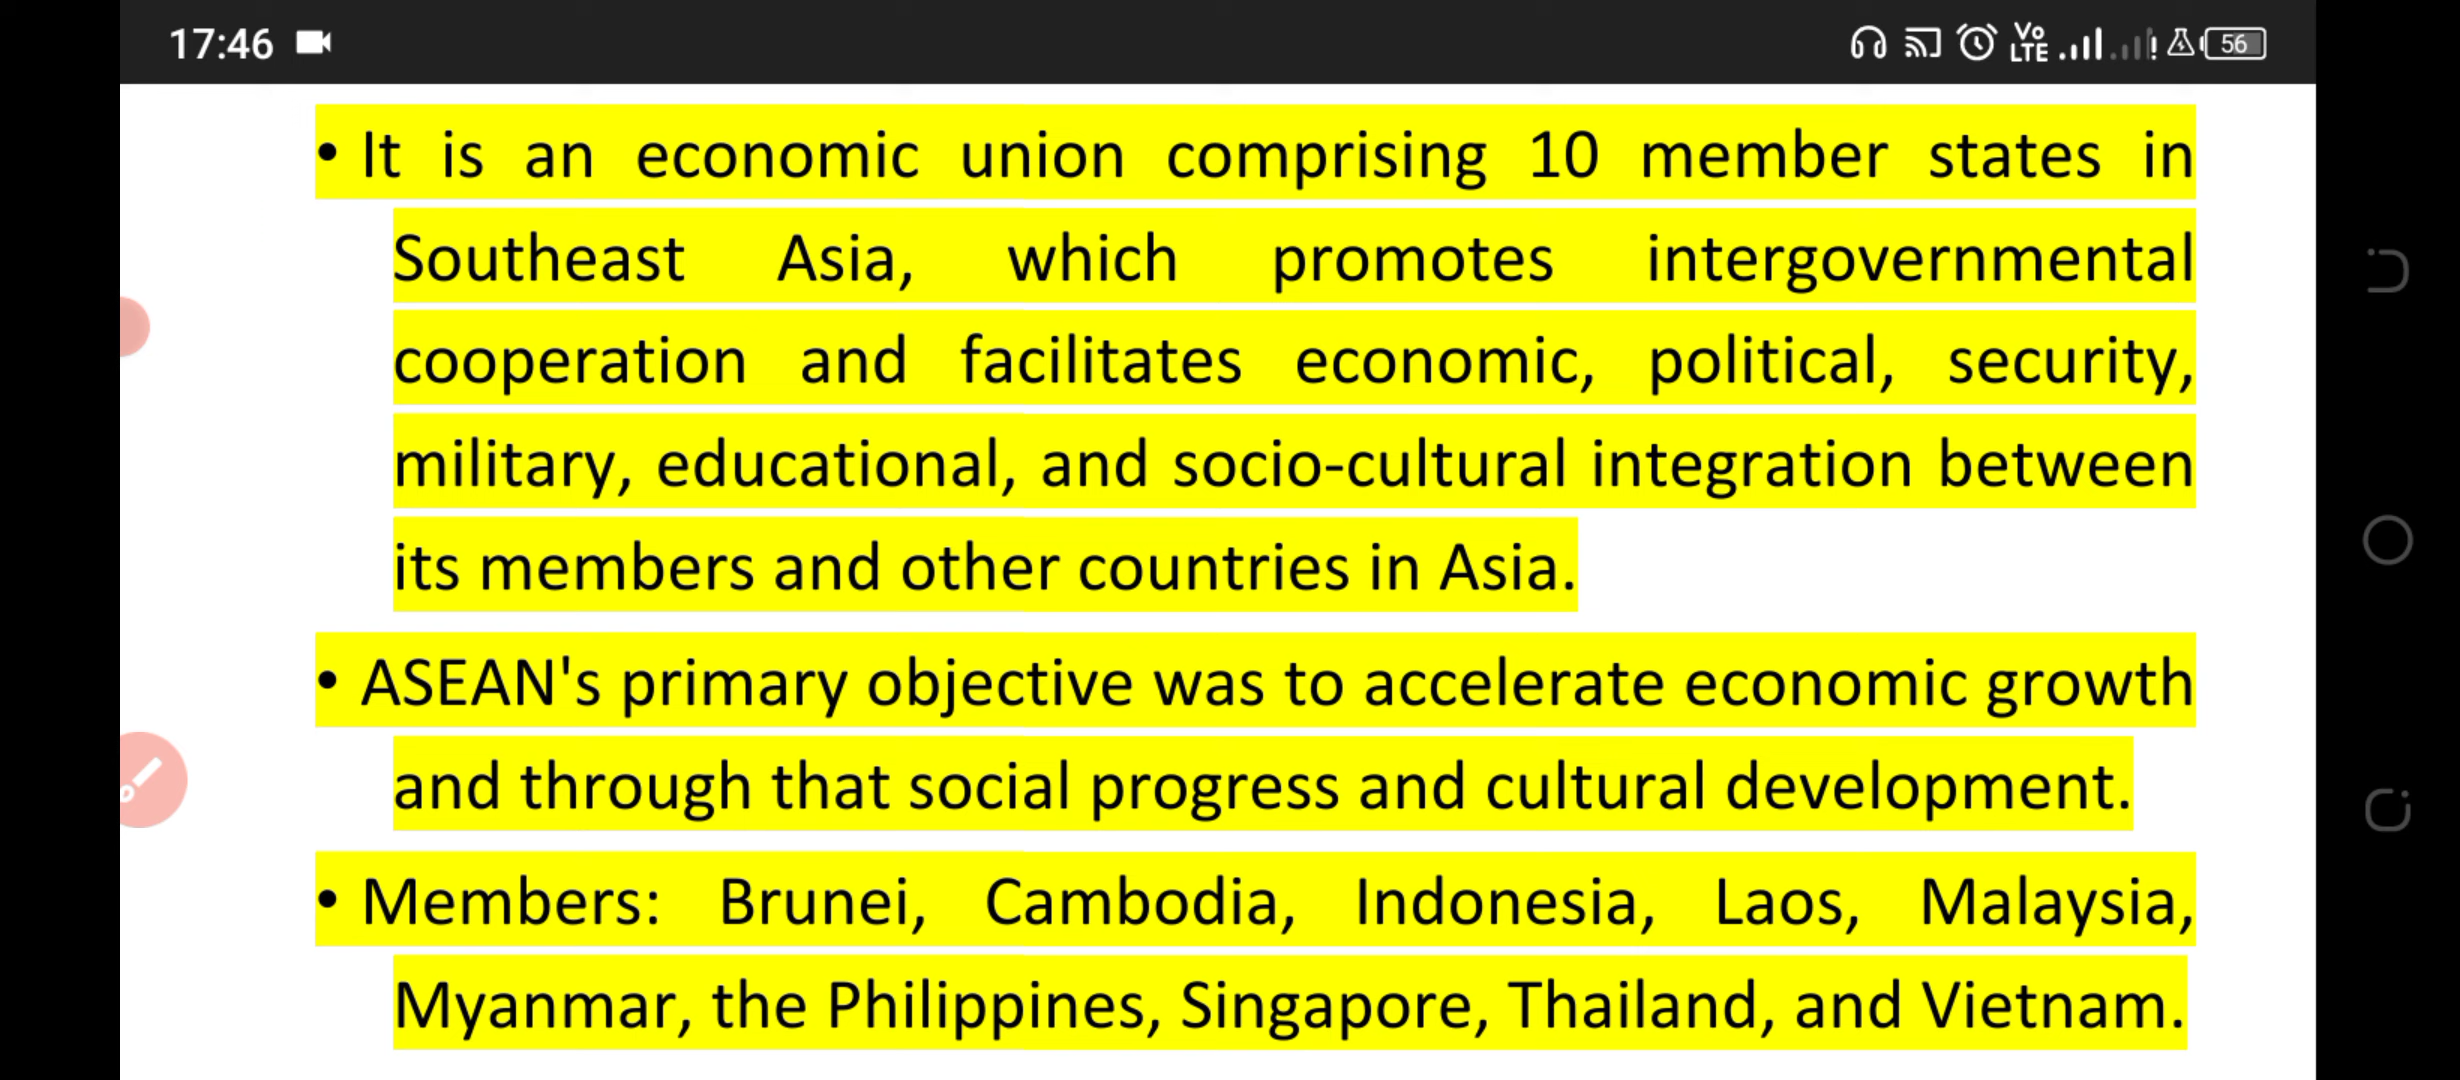 17:46
Vo
LTE
56
• It is an economic union comprising 10 member states in
Southeast Asia, which promotes intergovernmental
cooperation and facilitates economic, political, security,
military, educational, and socio-cultural integration between
its members and other countries in Asia.
• ASEAN's primary objective was to accelerate economic growth
and through that social progress and cultural development.
• Members: Brunei, Cambodia, Indonesia, Laos, Malaysia,
Myanmar, the Philippines, Singapore, Thailand, and Vietnam.